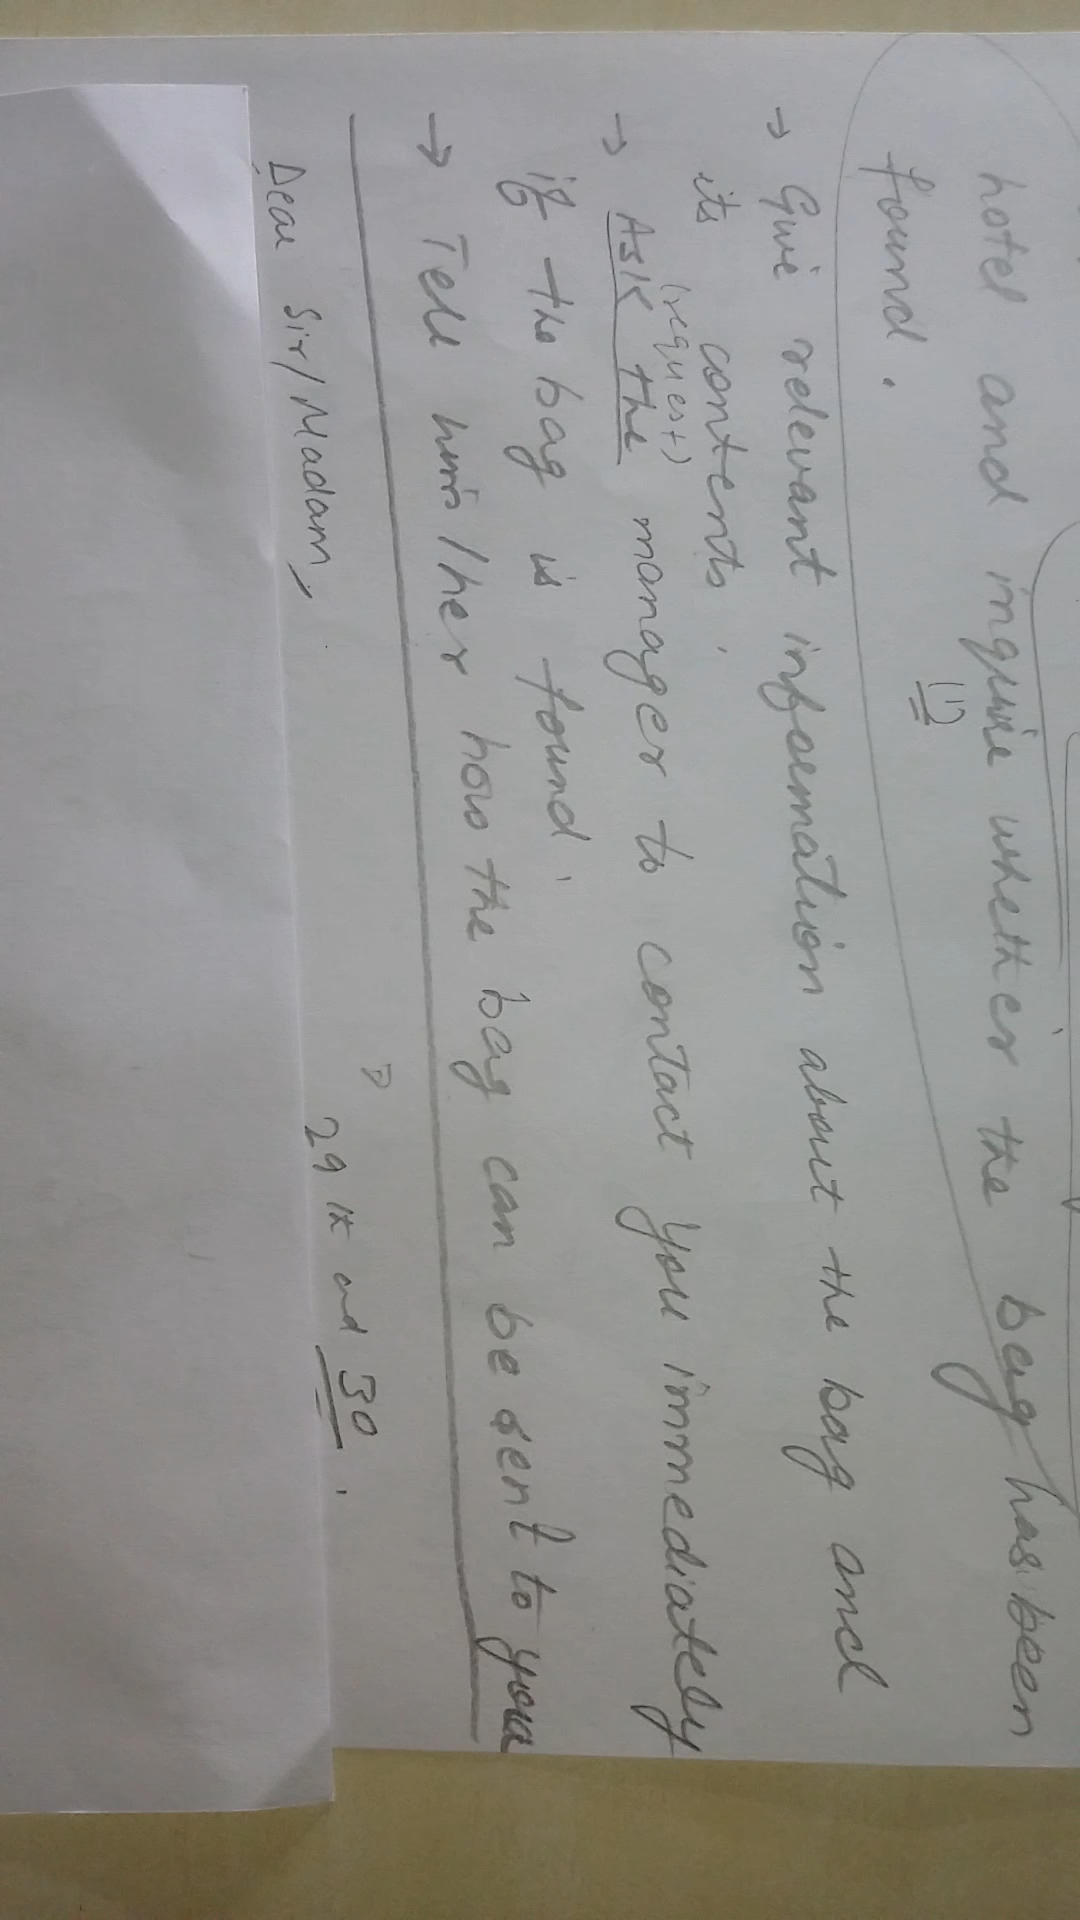 hotel and inquire whether the bag has been
found.
(1)
→ Give relevant information about the bag and
its contents.
(request)
→ Ask the manager to contact you immediately
if the bag is found.
→ Tell him/her how the bag can be sent to you
Dear Sir/Madam,
29 and 30.